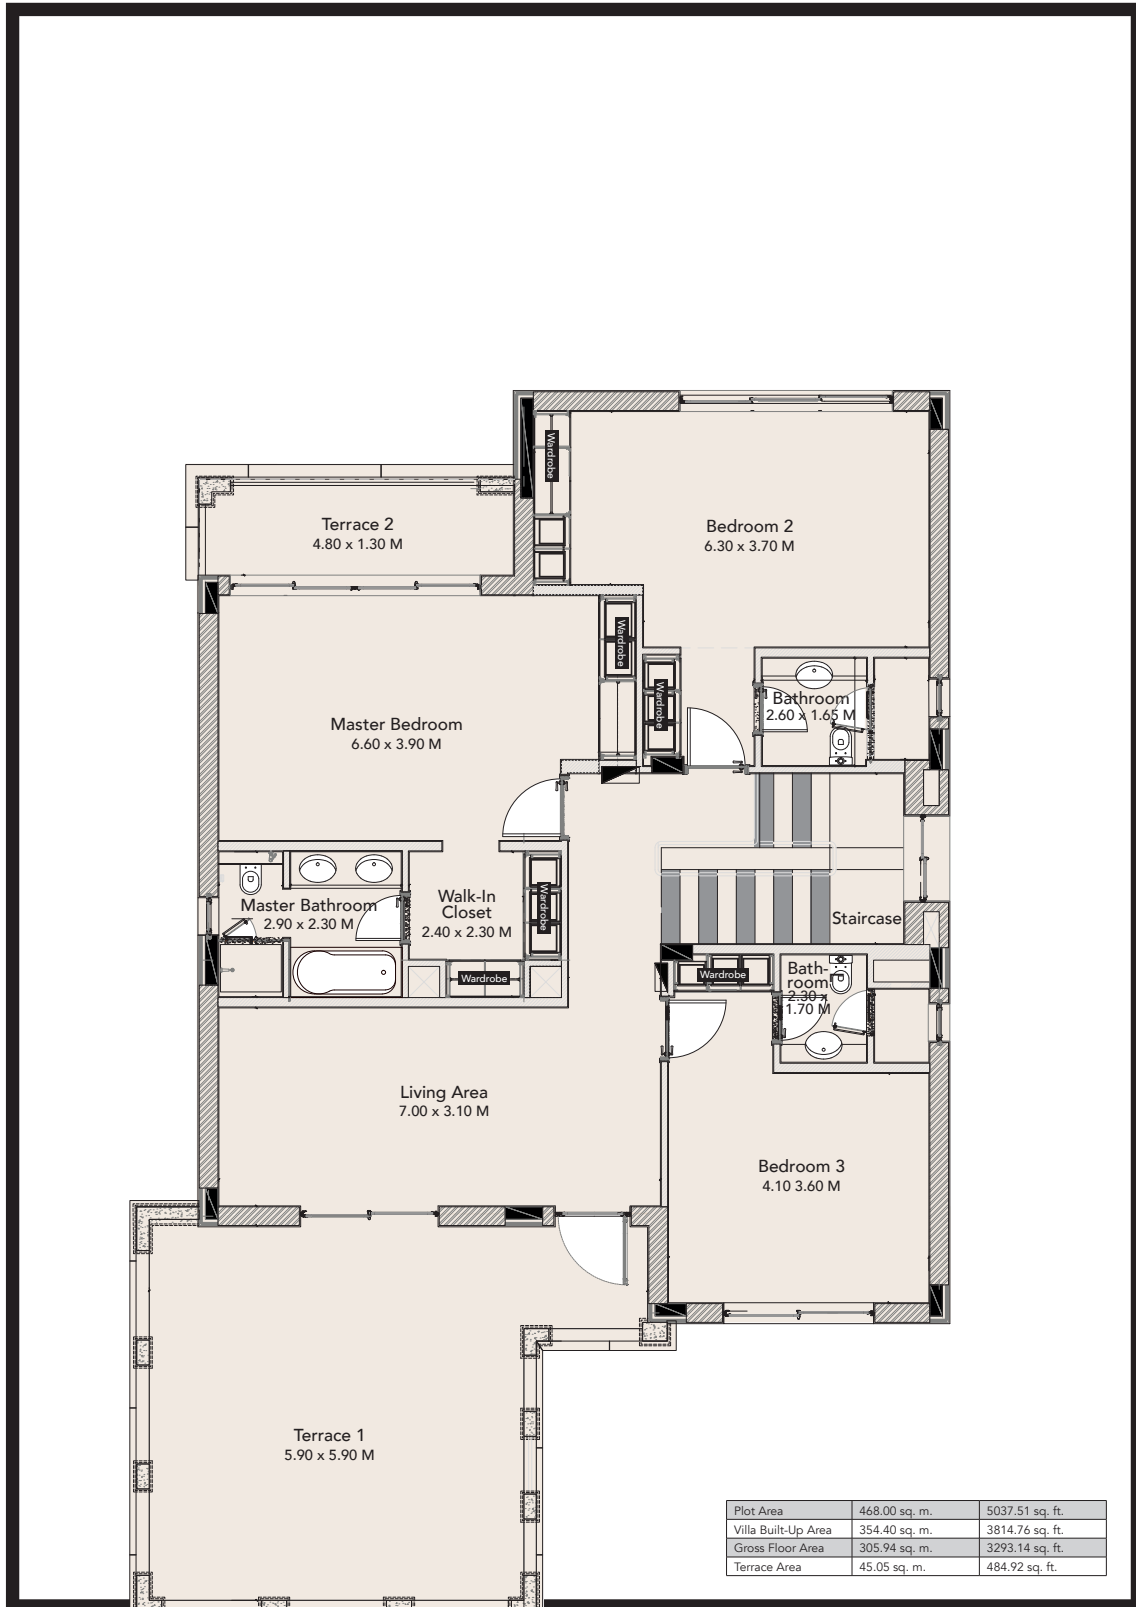 Wardrobe
Terrace 2
4.80 x 1.30 M
Bedroom 2
6.30 x 3.70 M
Wardrobe
Wardrobe
Master Bedroom
6.60 x 3.90 M
Bathroom
2.60 x 1.65 M
Master Bathroom
2.90 x 2.30 M
Walk-In
Closet
2.40 x 2.30 M
Wardrobe
Staircase
Wardrobe
Wardrobe
Bath-
room
2.30 x
1.70 M
Living Area
7.00 x 3.10 M
Bedroom 3
4.10 3.60 M
Terrace 1
5.90 x 5.90 M
Plot Area 468.00 sq. m. 5037.51 sq. ft.
Villa Built-Up Area 354.40 sq. m. 3814.76 sq. ft.
Gross Floor Area 305.94 sq. m. 3293.14 sq. ft.
Terrace Area 45.05 sq. m. 484.92 sq. ft.